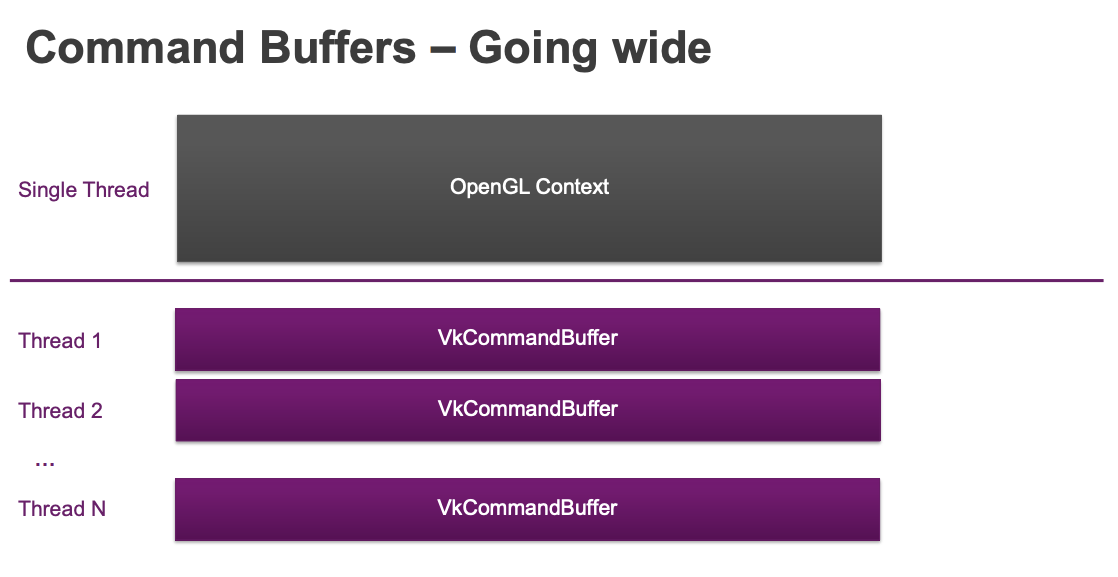 Command Buffers – Going wide
Single Thread
OpenGL Context
Thread 1
VkCommandBuffer
Thread 2
VkCommandBuffer
...
Thread N
VkCommandBuffer